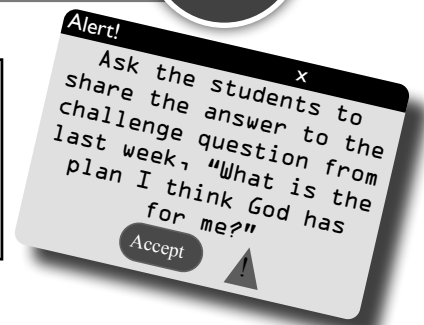 Alert!
x
Ask the students to
share the answer to the
challenge question from
last week, "What is the
plan I think God has
for me?"
Accept
!